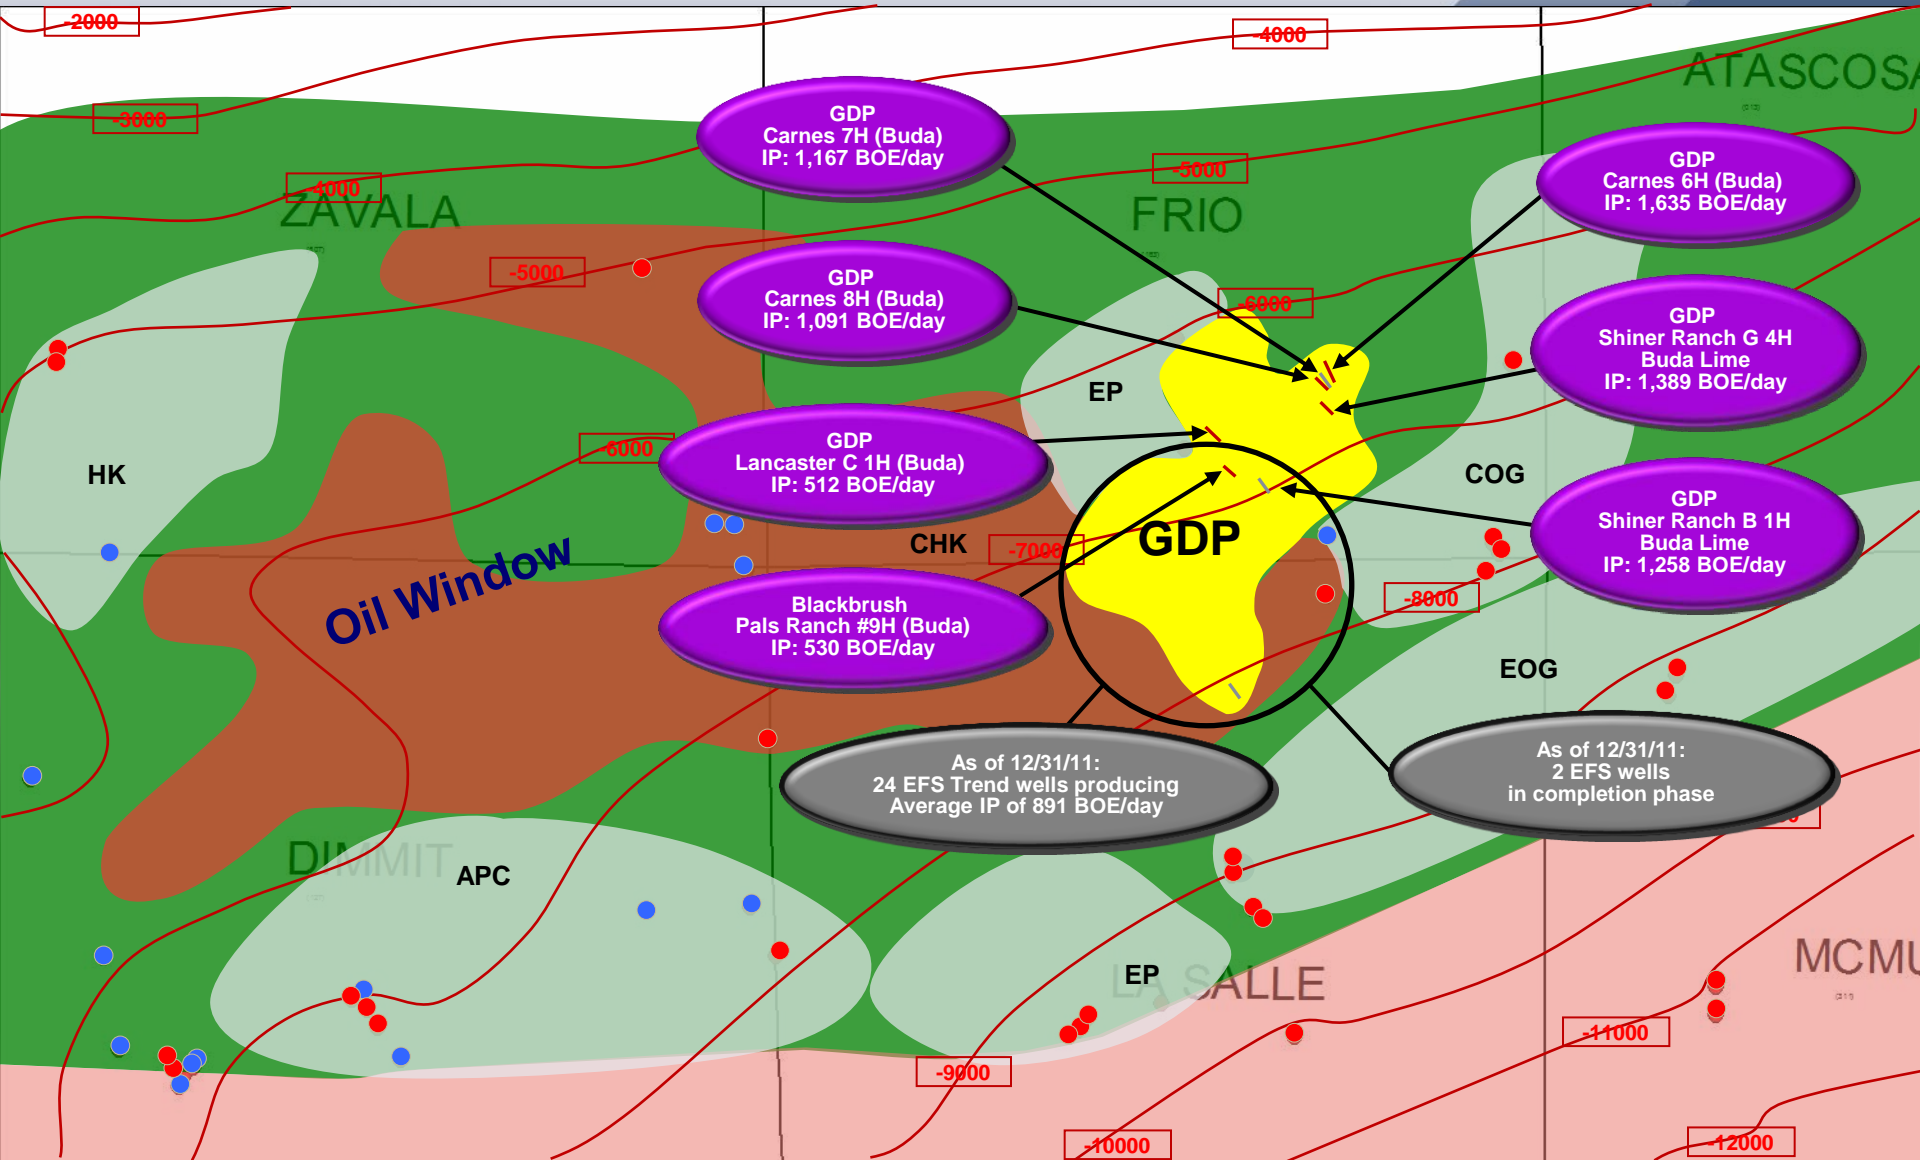 -2000
-4000
ATASCOSA
-3000
GDP
Carnes 7H (Buda)
IP: 1,167 BOE/day
GDP
Carnes 6H (Buda)
IP: 1,635 BOE/day
-5000
-4000
ZAVALA
FRIO
-5000
GDP
Carnes 8H (Buda)
IP: 1,091 BOE/day
-6000
GDP
Shiner Ranch G 4H
Buda Lime
IP: 1,389 BOE/day
EP
-6000
GDP
Lancaster C 1H (Buda)
IP: 512 BOE/day
HK
COG
GDP
Shiner Ranch B 1H
Buda Lime
IP: 1,258 BOE/day
GDP
CHK
-7000
Oil Window
-8000
Blackbrush
Pals Ranch #9H (Buda)
IP: 530 BOE/day
EOG
As of 12/31/11:
24 EFS Trend wells producing
Average IP of 891 BOE/day
As of 12/31/11:
2 EFS wells
in completion phase
DIMMIT
APC
EP
LA SALLE
MCMU
-11000
-9000
-10000
-12000